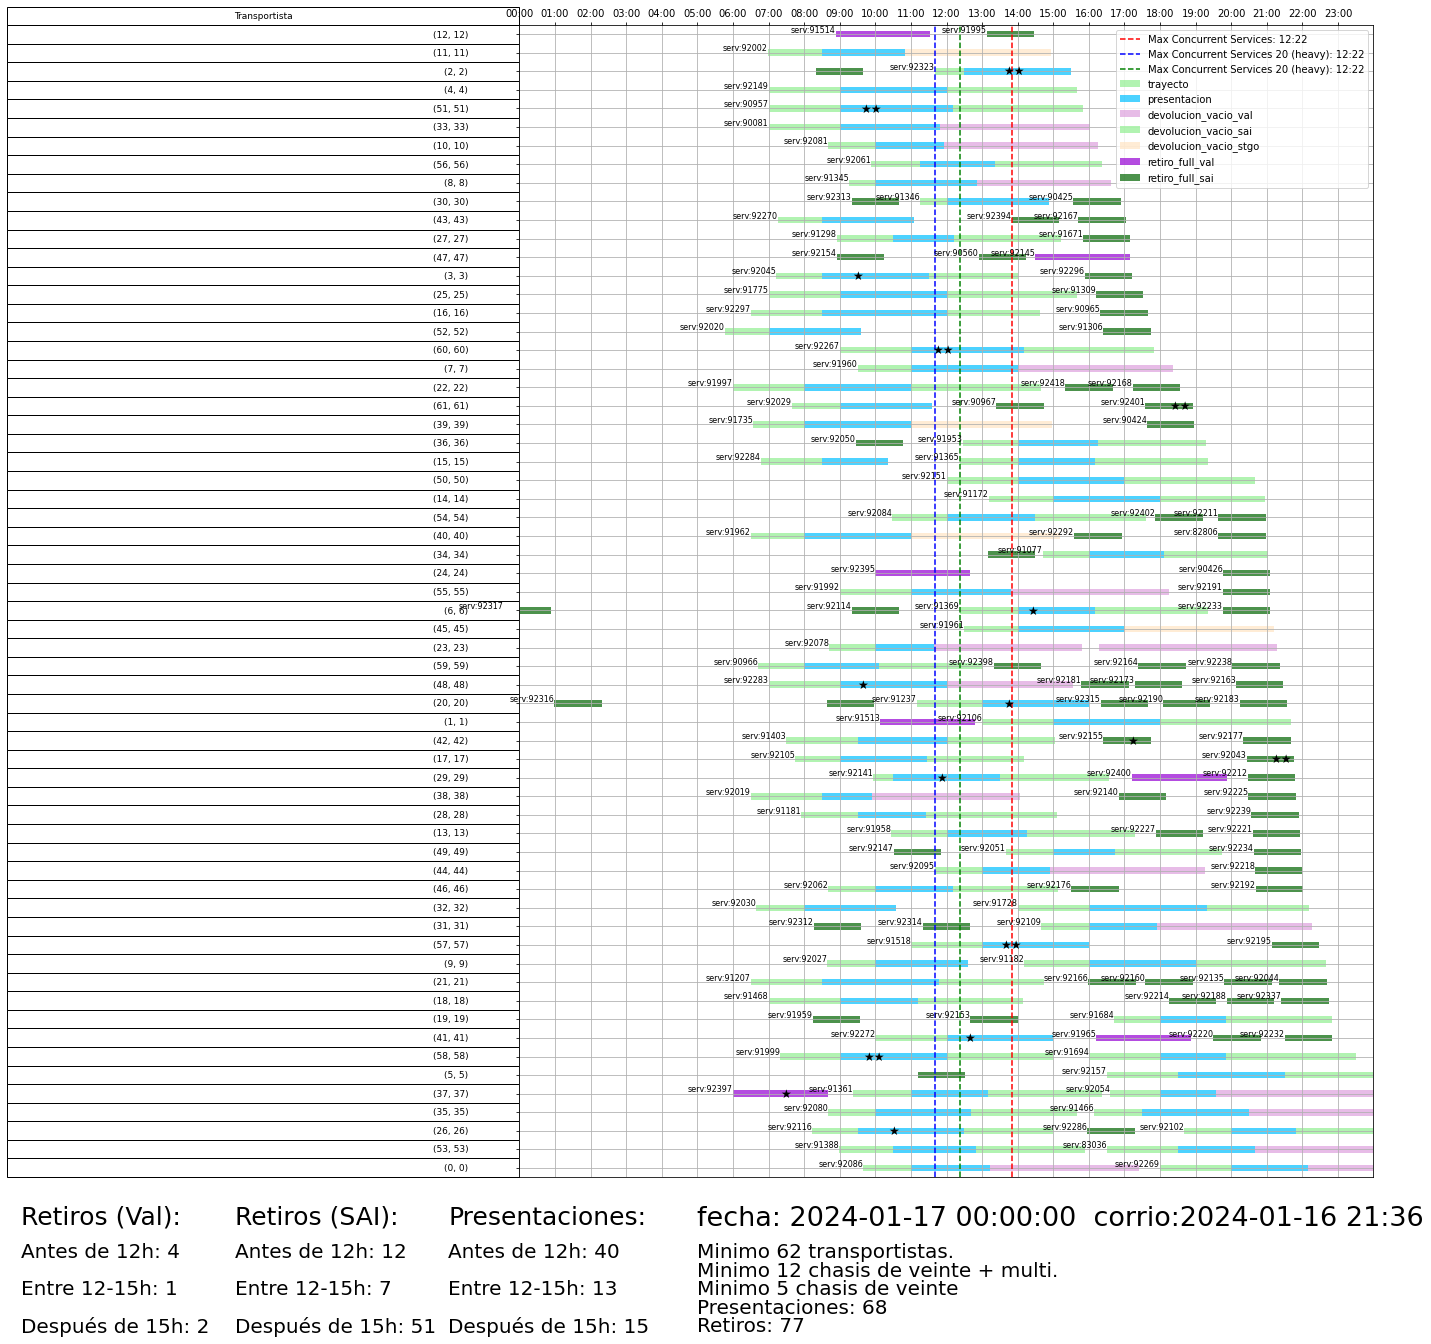 Transportista
00:00 01:00 02:00 03:00 04:00 05:00 06:00 07:00 08:00 09:00 10:00 11:00 12:00 13:00 14:00 15:00 16:00 17:00 18:00 19:00 20:00 21:00 22:00 23:00
Max Concurrent Services: 12:22
Max Concurrent Services 20 (heavy): 12:22
Max Concurrent Services 20 (heavy): 12:22
trayecto
presentacion
devolucion_vacio_val
devolucion_vacio_sai
devolucion_vacio_stgo
retiro_full_val
retiro_full_sai
(12, 12) serv:91514 serv:91995
(11, 11) serv:92002
(2, 2) serv:92323
(4, 4) serv:92149
(51, 51) serv:90957
(33, 33) serv:90081
(10, 10) serv:92081
(56, 56) serv:92061
(8, 8) serv:91345
(30, 30) serv:92313 serv:91346 serv:90425
(43, 43) serv:92270 serv:92394 serv:92167
(27, 27) serv:91298 serv:91671
(47, 47) serv:92154 serv:90560 serv:92145
(3, 3) serv:92045 serv:92296
(25, 25) serv:91775 serv:91309
(16, 16) serv:92297 serv:90965
(52, 52) serv:92020 serv:91306
(60, 60) serv:92267
(7, 7) serv:91960
(22, 22) serv:91997 serv:92418 serv:92168
(61, 61) serv:92029 serv:90967 serv:92401
(39, 39) serv:91735 serv:90424
(36, 36) serv:92050 serv:91953
(15, 15) serv:92284 serv:91365
(50, 50) serv:92151
(14, 14) serv:91172
(54, 54) serv:92084 serv:92402 serv:92211
(40, 40) serv:91962 serv:92292 serv:82806
(34, 34) serv:91077
(24, 24) serv:92395 serv:90426
(55, 55) serv:91992 serv:92191
(6, 6) serv:92317 serv:92114 serv:91369 serv:92233
(45, 45) serv:91961
(23, 23) serv:92078
(59, 59) serv:90966 serv:92398 serv:92164 serv:92238
(48, 48) serv:92283 serv:92181 serv:92173 serv:92163
(20, 20) serv:92316 serv:91237 serv:92315 serv:92190 serv:92183
(1, 1) serv:91513 serv:92106
(42, 42) serv:91403 serv:92155 serv:92177
(17, 17) serv:92105 serv:92043
(29, 29) serv:92141 serv:92400 serv:92212
(38, 38) serv:92019 serv:92140 serv:92225
(28, 28) serv:91181 serv:92239
(13, 13) serv:91958 serv:92227 serv:92221
(49, 49) serv:92147 serv:92051 serv:92234
(44, 44) serv:92095 serv:92218
(46, 46) serv:92062 serv:92176 serv:92192
(32, 32) serv:92030 serv:91728
(31, 31) serv:92312 serv:92314 serv:92109
(57, 57) serv:91518 serv:92195
(9, 9) serv:92027 serv:91182
(21, 21) serv:91207 serv:92166 serv:92160 serv:92135 serv:92044
(18, 18) serv:91468 serv:92214 serv:92188 serv:92337
(19, 19) serv:91959 serv:92153 serv:91684
(41, 41) serv:92272 serv:91965 serv:92220 serv:92232
(58, 58) serv:91999 serv:91694
(5, 5) serv:92157
(37, 37) serv:92397 serv:91361 serv:92054
(35, 35) serv:92080 serv:91466
(26, 26) serv:92116 serv:92286 serv:92102
(53, 53) serv:91388 serv:83036
(0, 0) serv:92086 serv:92269
Retiros (Val):
Antes de 12h: 4
Entre 12-15h: 1
Después de 15h: 2
Retiros (SAI):
Antes de 12h: 12
Entre 12-15h: 7
Después de 15h: 51
Presentaciones:
Antes de 12h: 40
Entre 12-15h: 13
Después de 15h: 15
fecha: 2024-01-17 00:00:00 corrio:2024-01-16 21:36
Minimo 62 transportistas.
Minimo 12 chasis de veinte + multi.
Minimo 5 chasis de veinte
Presentaciones: 68
Retiros: 77